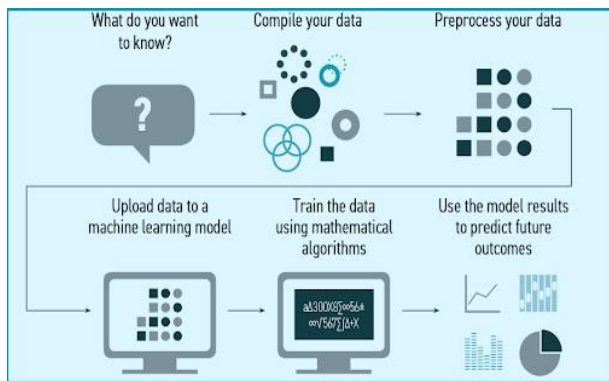 What do you want
to know?
Compile your data
Preprocess your data
?
Upload data to a
machine learning model
Train the data
using mathematical
algorithms
Use the model results
to predict future
outcomes